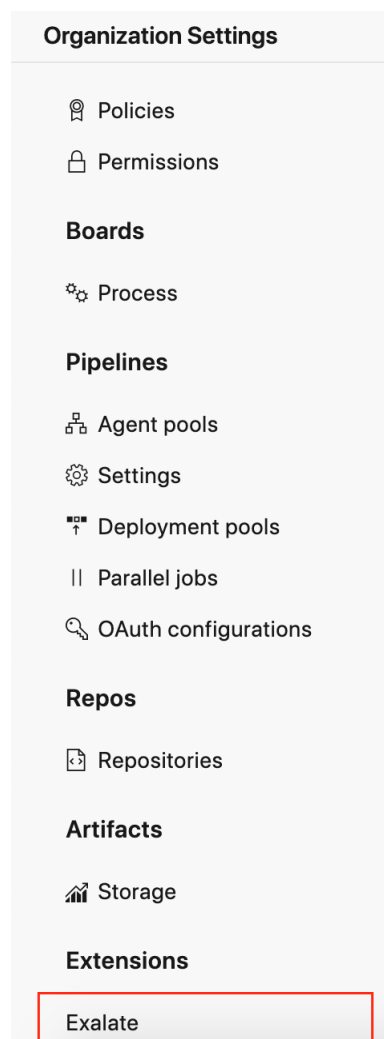 Organization Settings
Policies
Permissions
Boards
Process
Pipelines
Agent pools
Settings
Deployment pools
Parallel jobs
OAuth configurations
Repos
Repositories
Artifacts
Storage
Extensions
Exalate